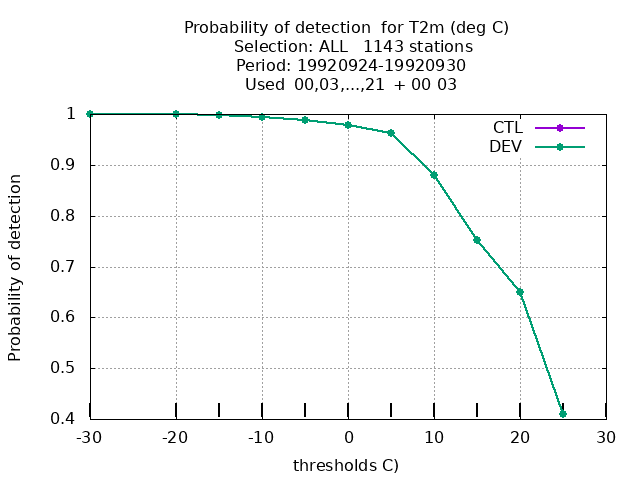 Probability of detection  for T2m (deg C)
Selection: ALL   1143 stations
Period: 19920924-19920930
Used  00,03,...,21  + 00 03
CTL
DEV
Probability of detection
1
0.9
0.8
0.7
0.6
0.5
0.4
-30 -20 -10 0 10 20 30
thresholds C)